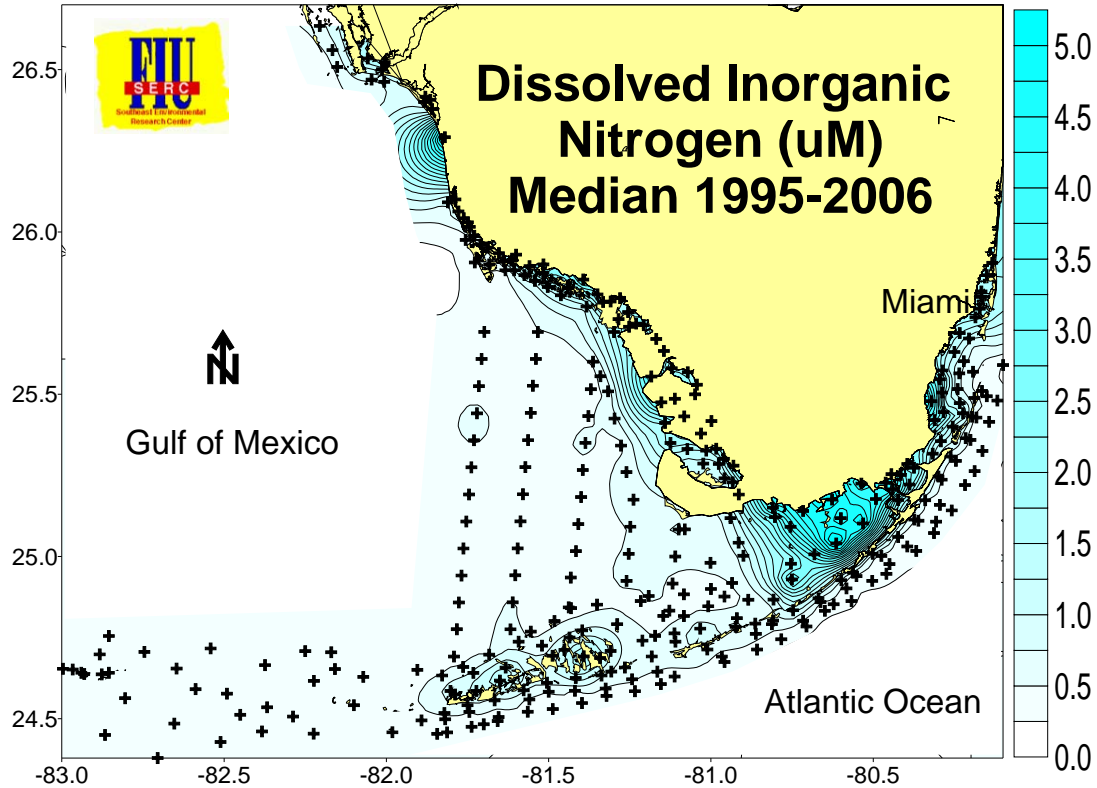 FIU
SERC
Southeast Environmental
Research Center
Dissolved Inorganic
Nitrogen (uM)
Median 1995-2006
Miami
N
Gulf of Mexico
Atlantic Ocean
26.5
26.0
25.5
25.0
24.5
-83.0 -82.5 -82.0 -81.5 -81.0 -80.5
5.0
4.5
4.0
3.5
3.0
2.5
2.0
1.5
1.0
0.5
0.0